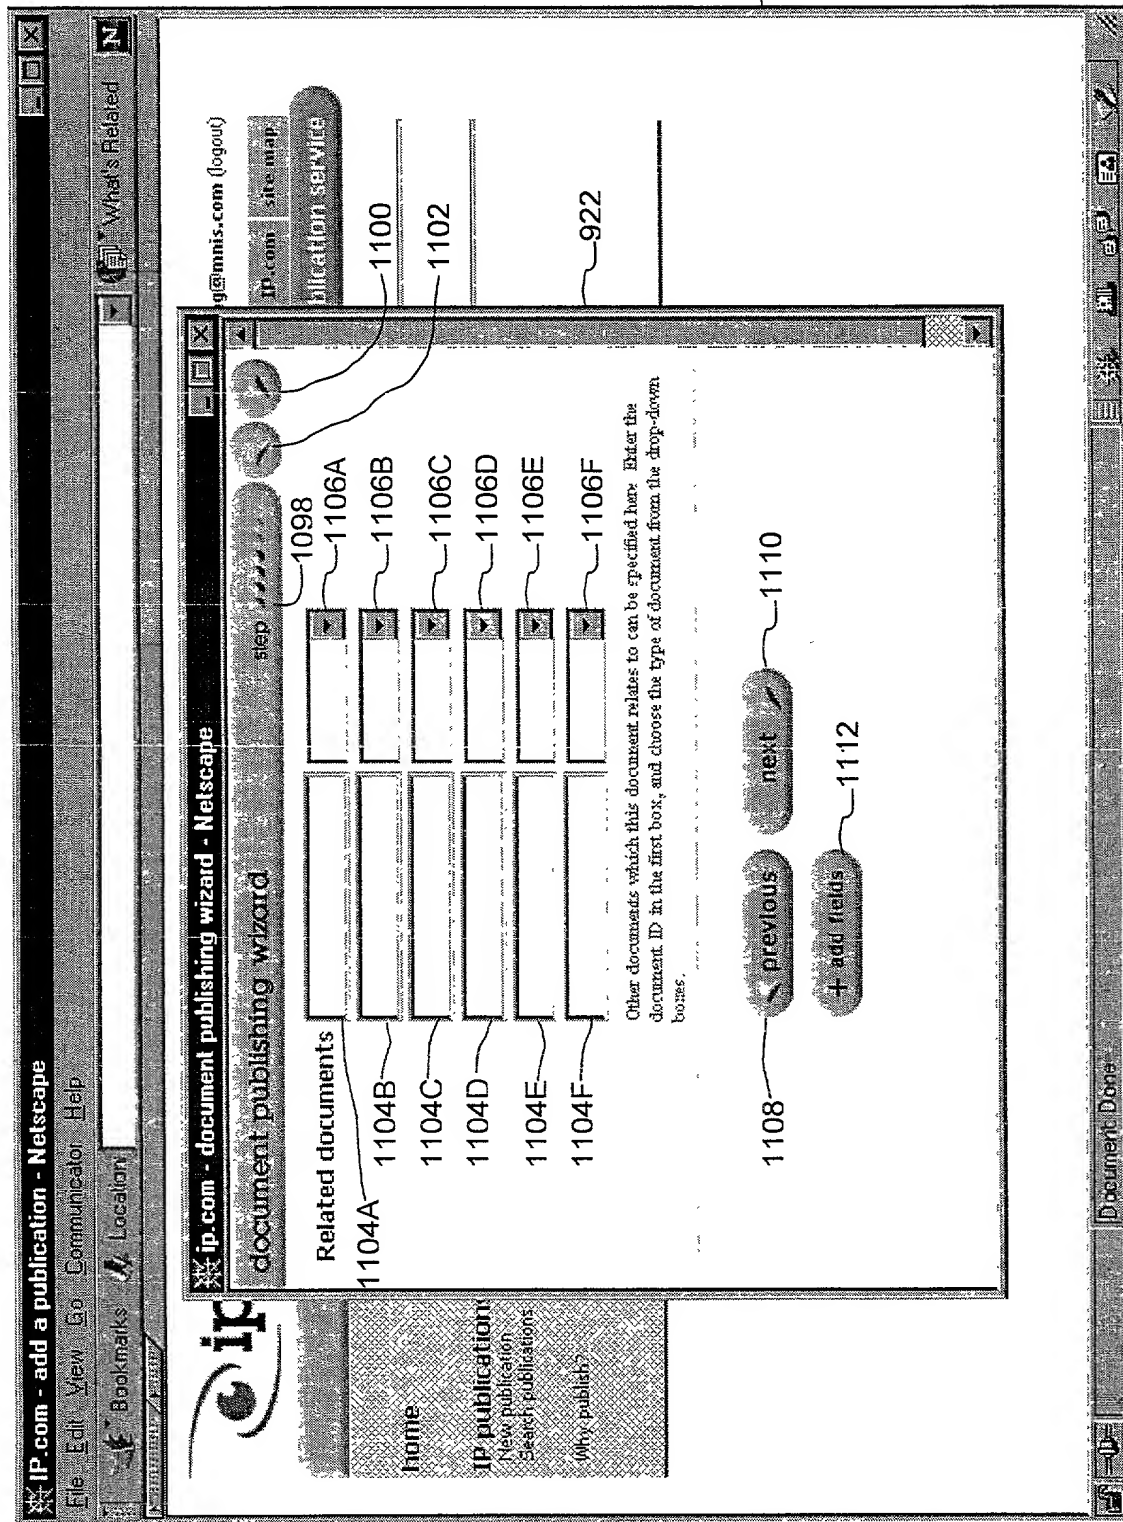 IP.com - add a publication - Netscape
File Edit View Go Communicator Help
Bookmarks Location What's Related N
ip
g@mnis.com (logout)
IP.com site map
blication service
home
IP publications
New publication
Search publications
Why publish?
ip.com - document publishing wizard - Netscape
document publishing wizard step
1098
1100
1102
922
Related documents
1104A 1106A
1104B 1106B
1104C 1106C
1104D 1106D
1104E 1106E
1104F 1106F
Other documents which this document relates to can be specified here Enter the
document ID in the first box, and choose the type of document from the drop-down
boxes.
1108 previous next 1110
+ add fields 1112
Document Done